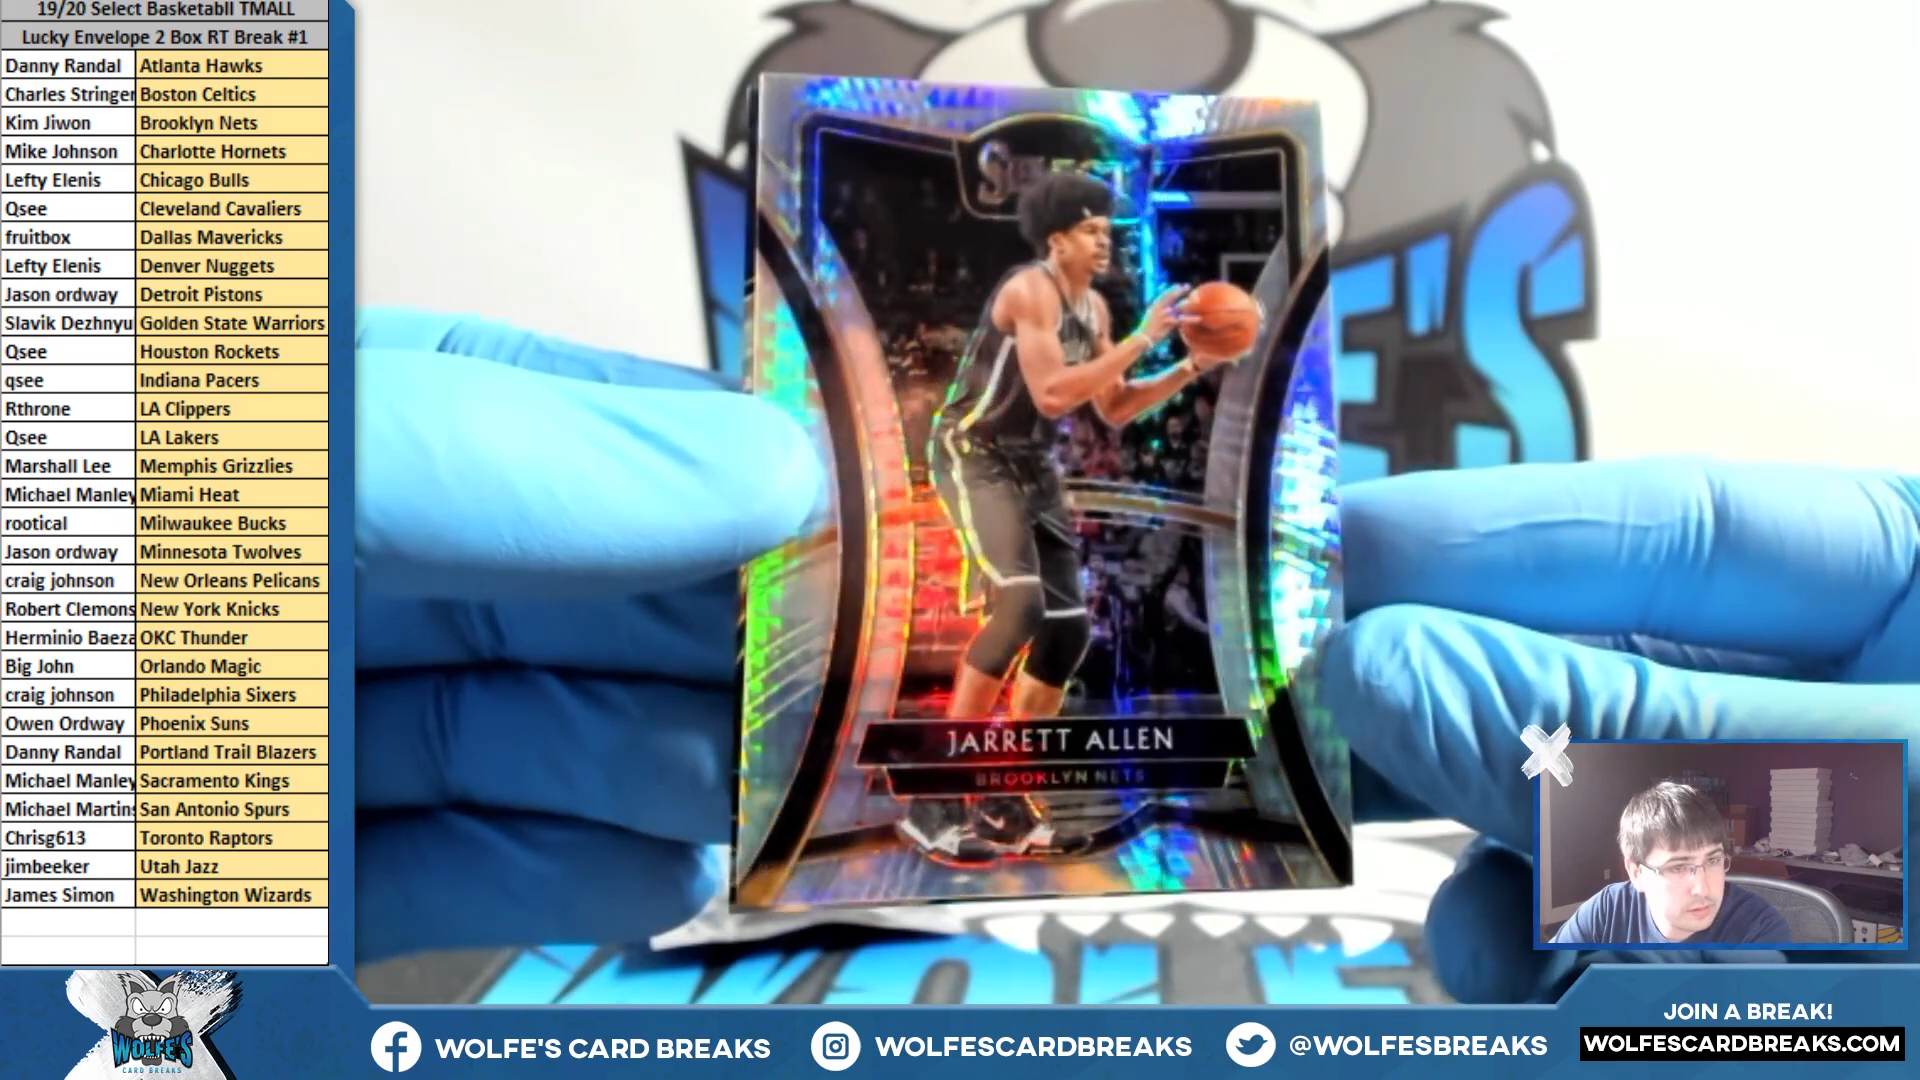 19/20 Select Basketabll TMALL
Lucky Envelope 2 Box RT Break #1
Danny Randal Atlanta Hawks
Charles Stringer Boston Celtics
Kim Jiwon Brooklyn Nets
Mike Johnson Charlotte Hornets
Lefty Elenis Chicago Bulls
Qsee Cleveland Cavaliers
fruitbox Dallas Mavericks
Lefty Elenis Denver Nuggets
Jason ordway Detroit Pistons
Slavik Dezhnyu Golden State Warriors
Qsee Houston Rockets
qsee Indiana Pacers
Rthrone LA Clippers
Qsee LA Lakers
Marshall Lee Memphis Grizzlies
Michael Manley Miami Heat
rootical Milwaukee Bucks
Jason ordway Minnesota Twolves
craig johnson New Orleans Pelicans
Robert Clemons New York Knicks
Herminio Baeza OKC Thunder
Big John Orlando Magic
craig johnson Philadelphia Sixers
Owen Ordway Phoenix Suns
Danny Randal Portland Trail Blazers
Michael Manley Sacramento Kings
Michael Martins San Antonio Spurs
Chrisg613 Toronto Raptors
jimbeeker Utah Jazz
James Simon Washington Wizards
SELECT
JARRETT ALLEN
BROOKLYN NETS
WOLFE'S
CARD BREAKS
WOLFE'S CARD BREAKS
WOLFESCARDBREAKS
@WOLFESBREAKS
JOIN A BREAK!
WOLFESCARDBREAKS.COM